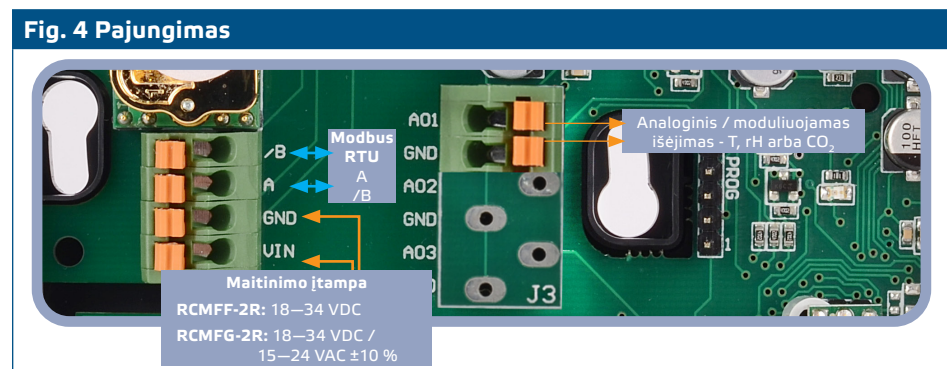 Fig. 4 Pajungimas
/B
A
GND
VIN
Modbus
RTU
A
/B
A01
GND
A02
GND
A03
J3
PROG
1
Analoginis / moduliuojamas
išėjimas - T, rH arba CO₂
100
HFT
Maitinimo įtampa
RCMFF-2R: 18—34 VDC
RCMFG-2R: 18—34 VDC /
15—24 VAC ±10 %